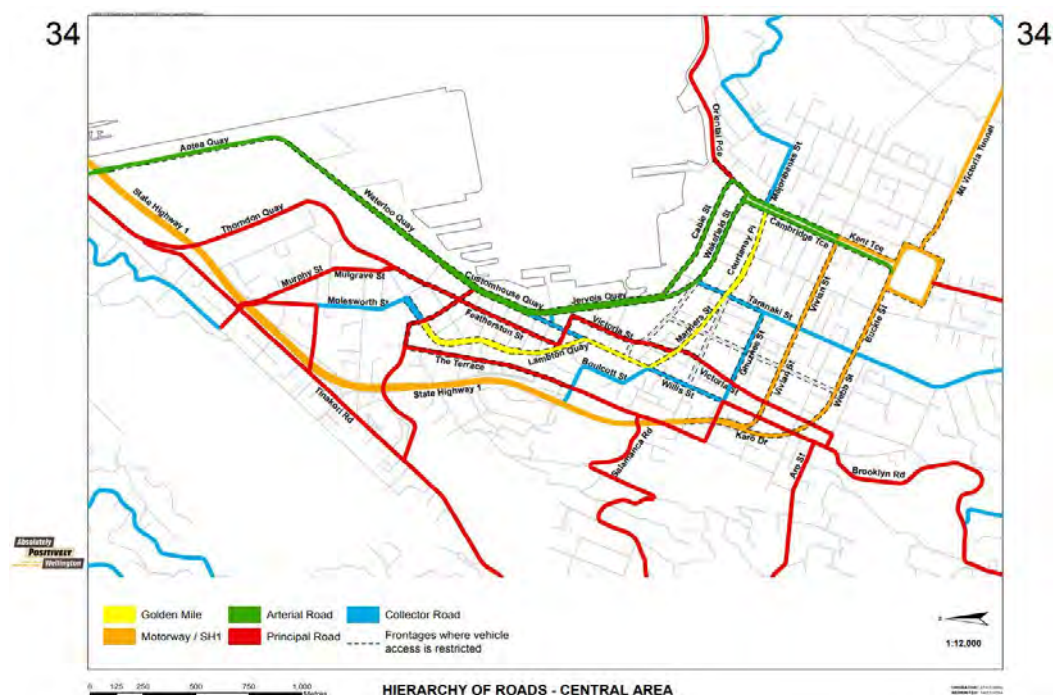 34
34
Aotea Quay
State Highway 1
Thorndon Quay
Waterloo Quay
Murphy St
Mulgrave St
Molesworth St
Customhouse Quay
Featherston St
Jervois Quay
Victoria St
Lambton Quay
The Terrace
State Highway 1
Tinakori Rd
Boulcott St
Willis St
Victoria St
Manners St
Ghuznee St
Taranaki St
Courtenay Pl
Cable St
Wakefield St
Oriental Pde
Majoribanks St
Cambridge Tce
Kent Tce
Mt Victoria Tunnel
Vivian St
Vivian St
Buckle St
Webb St
Karo Dr
Salamanca Rd
Aro St
Brooklyn Rd
Absolutely
POSITIVELY
Wellington
Golden Mile
Arterial Road
Collector Road
Motorway / SH1
Principal Road
Frontages where vehicle
access is restricted
1:12,000
0 125 250 500 750 1,000
Metres
HIERARCHY OF ROADS - CENTRAL AREA